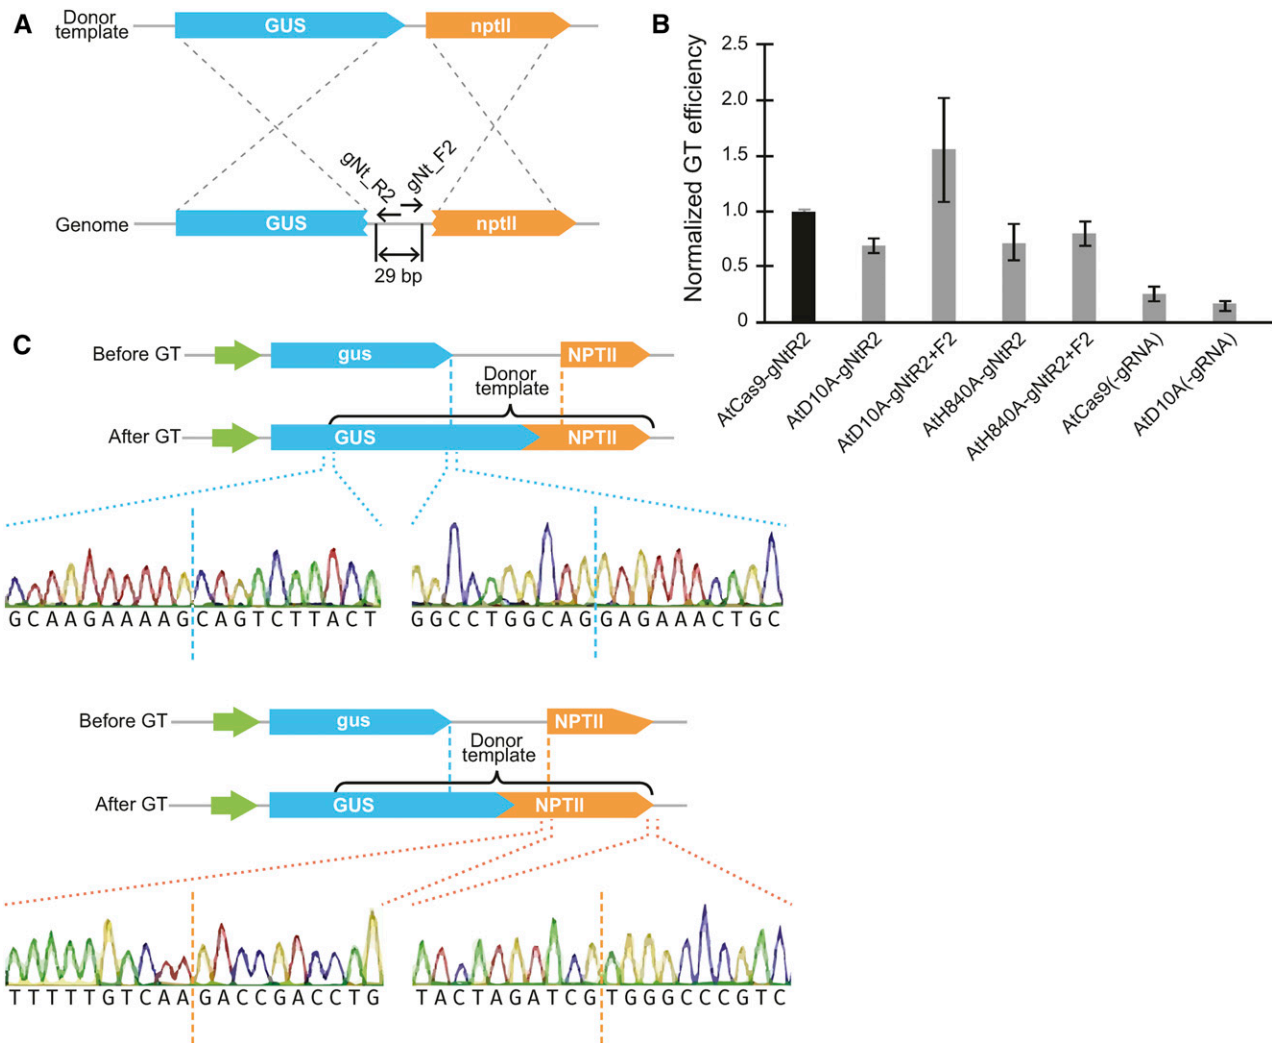 A
Donor
template
GUS
nptII
gNt_R2
gNt_F2
Genome
GUS
nptII
29 bp
B
Normalized GT efficiency
2.5
2.0
1.5
1.0
0.5
0
AtCas9-gNtR2
AtD10A-gNtR2
AtD10A-gNtR2+F2
AtH840A-gNtR2
AtH840A-gNtR2+F2
AtCas9(-gRNA)
AtD10A(-gRNA)
C
Before GT
gus
NPTII
Donor
template
After GT
GUS
NPTII
GCAAGAAAAGCAGTCTTACT
GGCCTGGCAGGAGAAACTGC
Before GT
gus
NPTII
Donor
template
After GT
GUS
NPTII
TTTTTGTCAAGACCGACCTG
TACTAGATCGTGGGCCCGTC